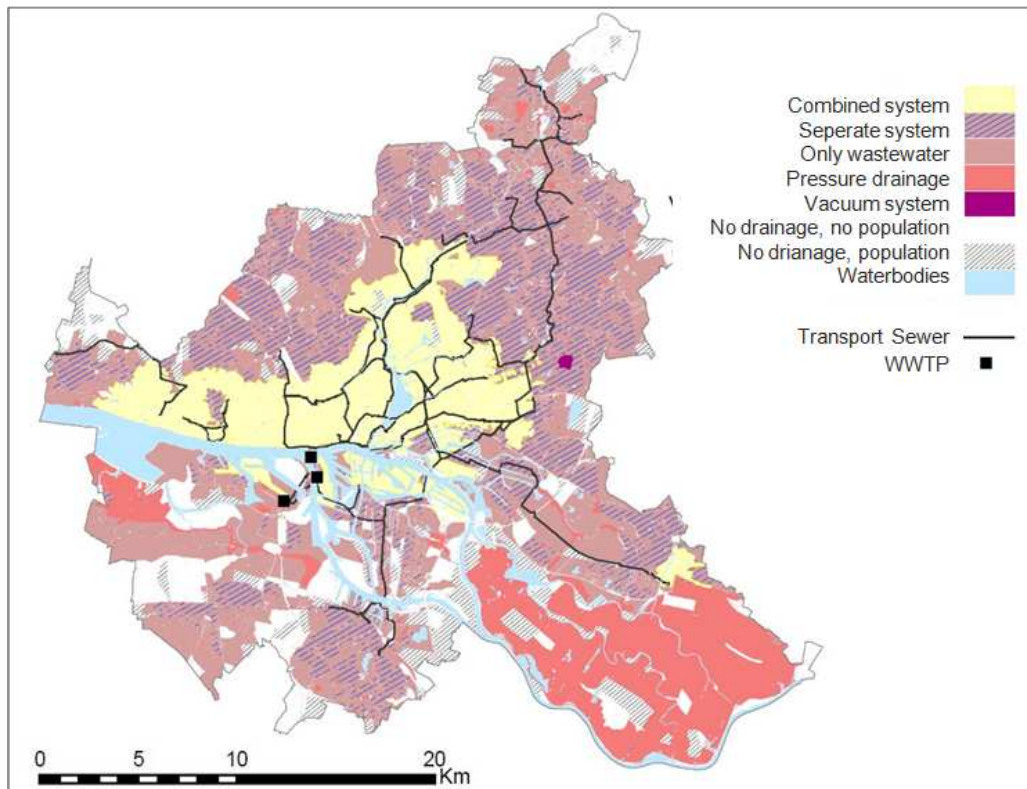 Combined system
Seperate system
Only wastewater
Pressure drainage
Vacuum system
No drainage, no population
No drianage, population
Waterbodies
Transport Sewer
WWTP
0 5 10 20
Km